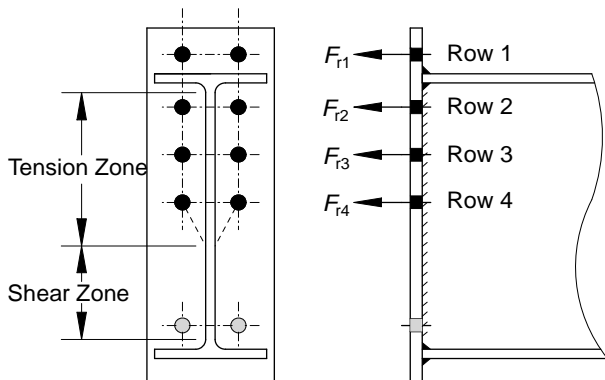 Fr1
Row 1
Fr2
Row 2
Tension Zone
Fr3
Row 3
Fr4
Row 4
Shear Zone